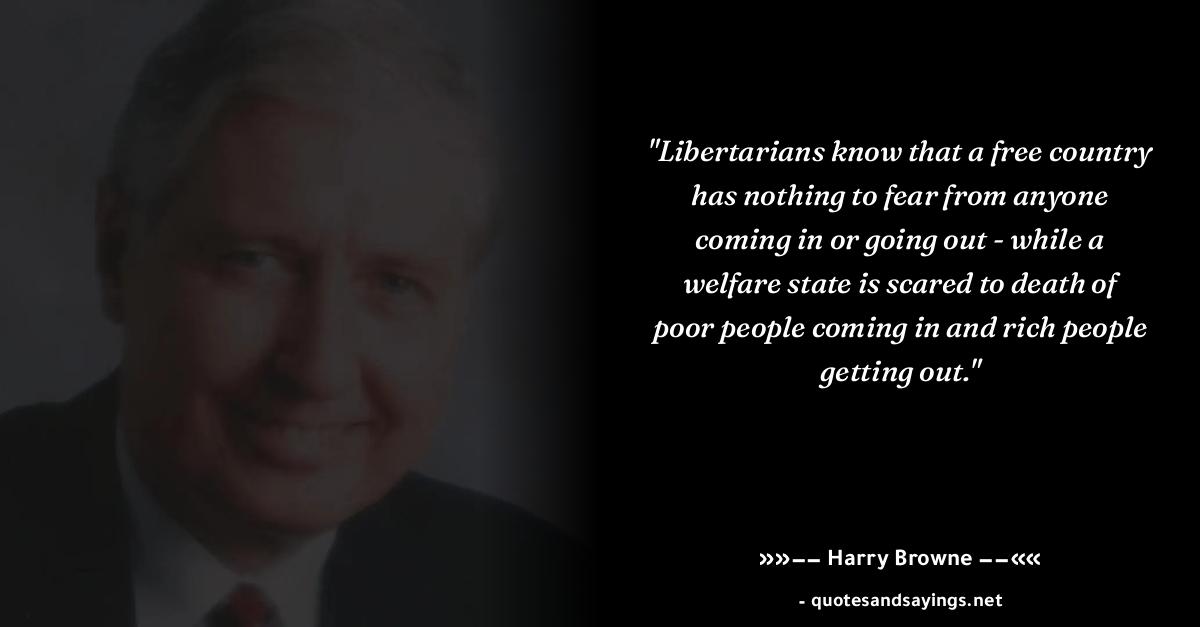 "Libertarians know that a free country
has nothing to fear from anyone
coming in or going out - while a
welfare state is scared to death of
poor people coming in and rich people
getting out."
»»–– Harry Browne ––««
- quotesandsayings.net